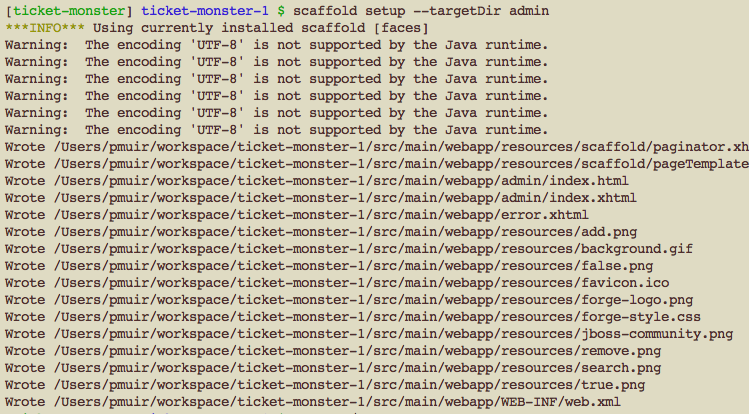 [ticket-monster] ticket-monster-1 $ scaffold setup --targetDir admin
***INFO*** Using currently installed scaffold [faces]
Warning:  The encoding 'UTF-8' is not supported by the Java runtime.
Warning:  The encoding 'UTF-8' is not supported by the Java runtime.
Warning:  The encoding 'UTF-8' is not supported by the Java runtime.
Warning:  The encoding 'UTF-8' is not supported by the Java runtime.
Warning:  The encoding 'UTF-8' is not supported by the Java runtime.
Warning:  The encoding 'UTF-8' is not supported by the Java runtime.
Wrote /Users/pmuir/workspace/ticket-monster-1/src/main/webapp/resources/scaffold/paginator.xh
Wrote /Users/pmuir/workspace/ticket-monster-1/src/main/webapp/resources/scaffold/pageTemplate
Wrote /Users/pmuir/workspace/ticket-monster-1/src/main/webapp/admin/index.html
Wrote /Users/pmuir/workspace/ticket-monster-1/src/main/webapp/admin/index.xhtml
Wrote /Users/pmuir/workspace/ticket-monster-1/src/main/webapp/error.xhtml
Wrote /Users/pmuir/workspace/ticket-monster-1/src/main/webapp/resources/add.png
Wrote /Users/pmuir/workspace/ticket-monster-1/src/main/webapp/resources/background.gif
Wrote /Users/pmuir/workspace/ticket-monster-1/src/main/webapp/resources/false.png
Wrote /Users/pmuir/workspace/ticket-monster-1/src/main/webapp/resources/favicon.ico
Wrote /Users/pmuir/workspace/ticket-monster-1/src/main/webapp/resources/forge-logo.png
Wrote /Users/pmuir/workspace/ticket-monster-1/src/main/webapp/resources/forge-style.css
Wrote /Users/pmuir/workspace/ticket-monster-1/src/main/webapp/resources/jboss-community.png
Wrote /Users/pmuir/workspace/ticket-monster-1/src/main/webapp/resources/remove.png
Wrote /Users/pmuir/workspace/ticket-monster-1/src/main/webapp/resources/search.png
Wrote /Users/pmuir/workspace/ticket-monster-1/src/main/webapp/resources/true.png
Wrote /Users/pmuir/workspace/ticket-monster-1/src/main/webapp/WEB-INF/web.xml